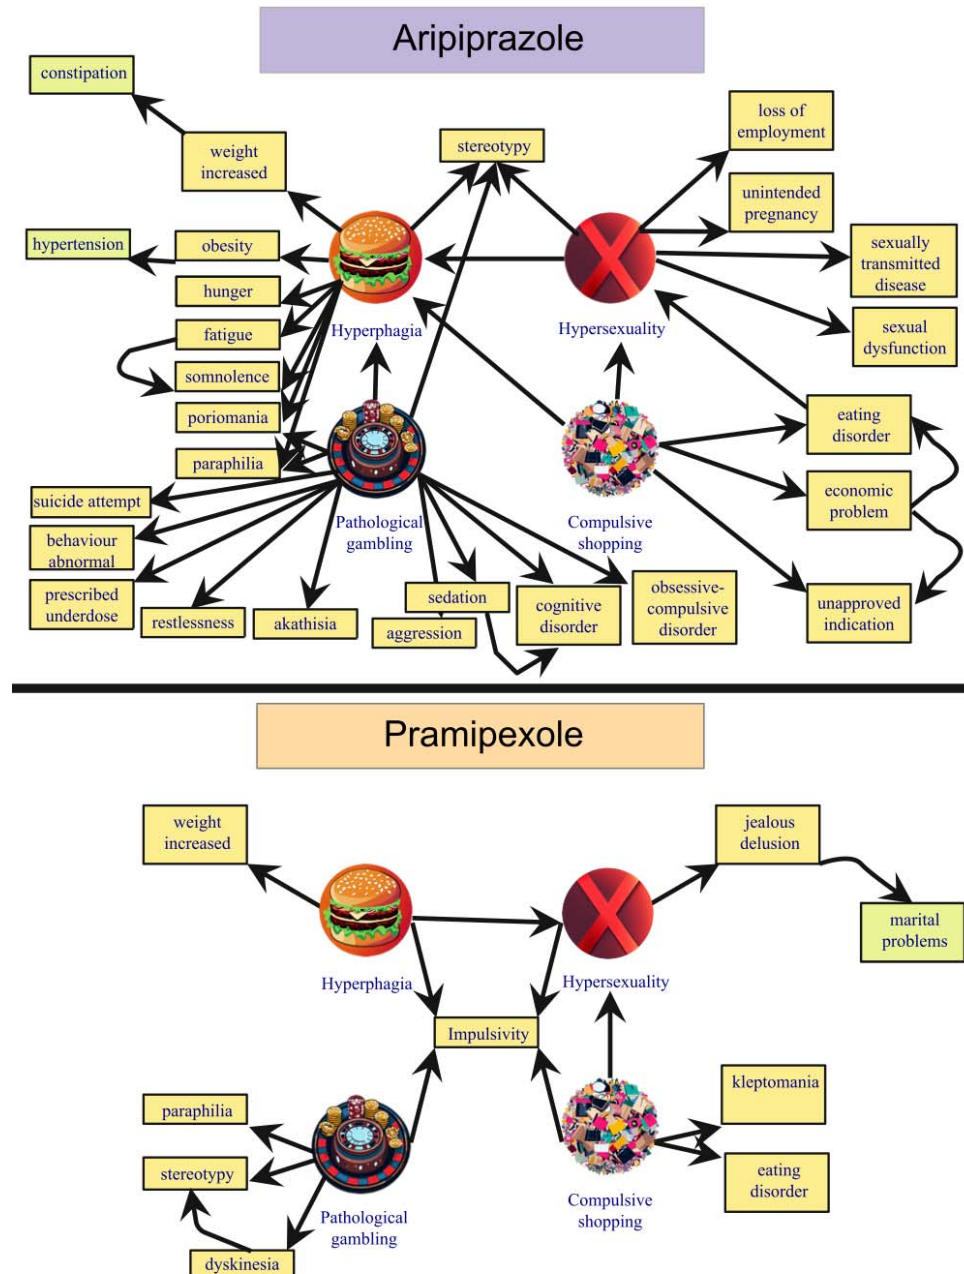 Aripiprazole
constipation
weight
increased
stereotypy
loss of
employment
unintended
pregnancy
hypertension
obesity
sexually
transmitted
disease
hunger
fatigue
Hyperphagia
Hypersexuality
sexual
dysfunction
somnolence
poriomania
eating
disorder
paraphilia
suicide attempt
economic
problem
Pathological
gambling
Compulsive
shopping
behaviour
abnormal
prescribed
underdose
restlessness
akathisia
sedation
aggression
cognitive
disorder
obsessive-
compulsive
disorder
unapproved
indication
Pramipexole
weight
increased
jealous
delusion
marital
problems
Hyperphagia
Hypersexuality
Impulsivity
kleptomania
paraphilia
stereotypy
eating
disorder
Pathological
gambling
Compulsive
shopping
dyskinesia